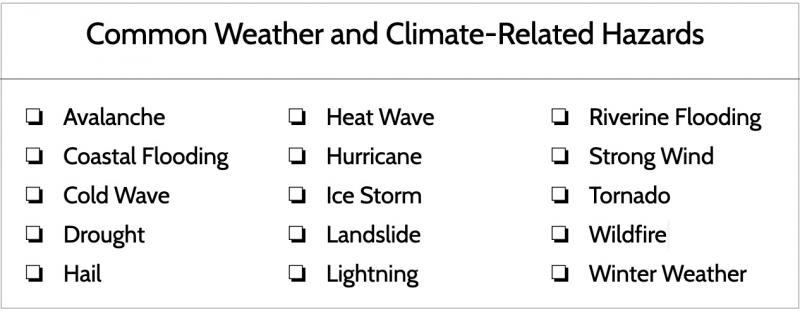 Common Weather and Climate-Related Hazards
Avalanche
Coastal Flooding
Cold Wave
Drought
Hail
Heat Wave
Hurricane
Ice Storm
Landslide
Lightning
Riverine Flooding
Strong Wind
Tornado
Wildfire
Winter Weather